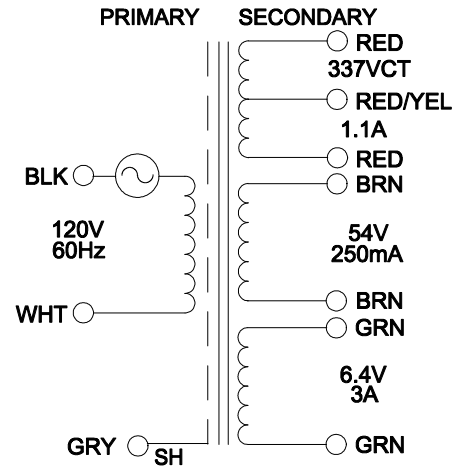 PRIMARY SECONDARY
RED
337VCT
RED/YEL
1.1A
RED
BLK
BRN
120V
60Hz
54V
250mA
BRN
WHT
GRN
6.4V
3A
GRY
SH
GRN